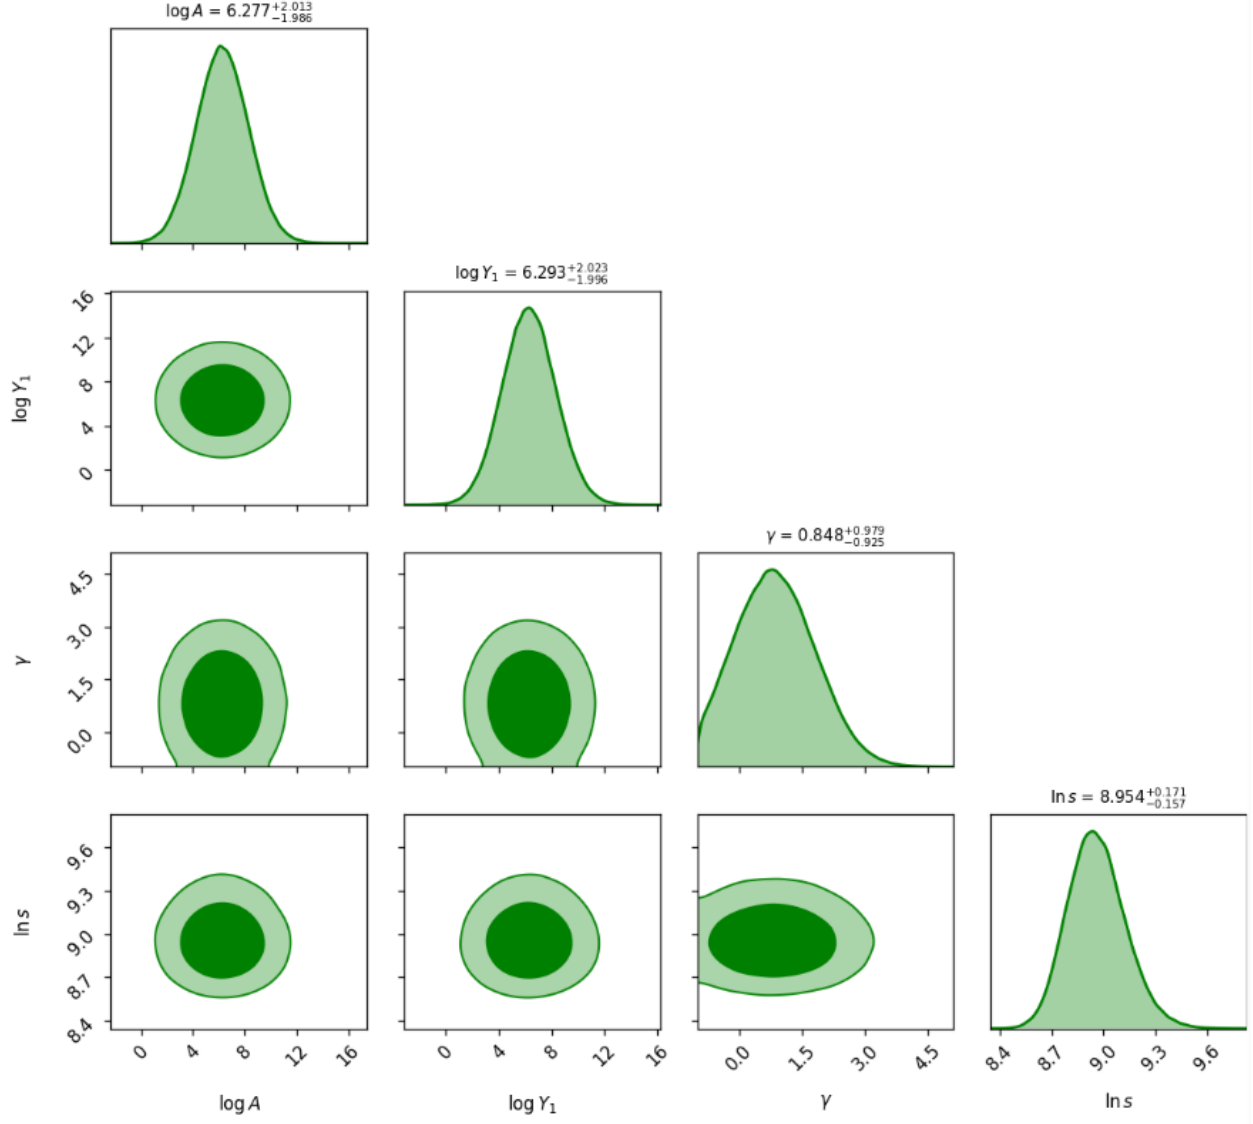 log A = 6.277+2.013−1.986
log Y1 = 6.293+2.023−1.996
16
12
8
4
0
log Y1
γ = 0.848+0.979−0.925
4.5
3.0
1.5
0.0
γ
ln s = 8.954+0.171−0.157
9.6
9.3
9.0
8.7
8.4
ln s
0 4 8 12 16
0 4 8 12 16
0.0 1.5 3.0 4.5
8.4 8.7 9.0 9.3 9.6
log A
log Y1
γ
ln s